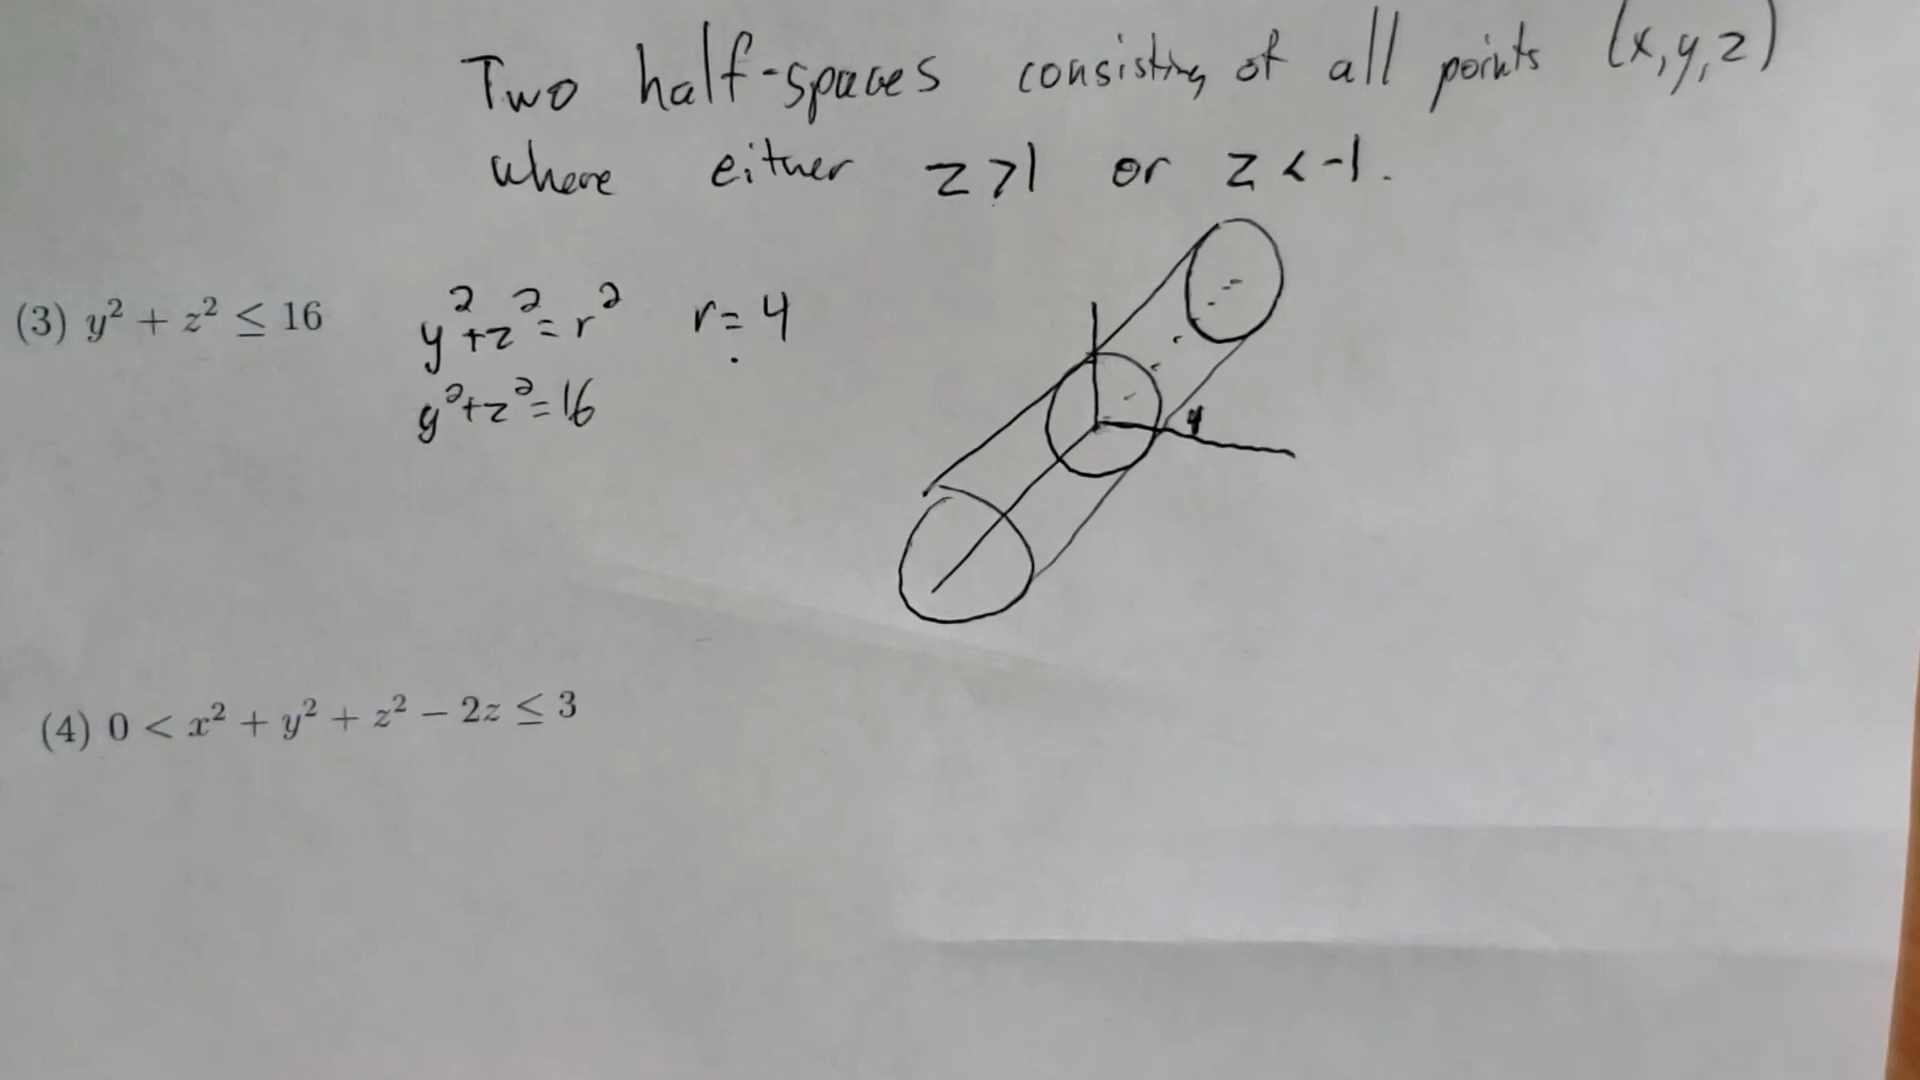 Two half-spaces consisting of all points (x,y,z)
where either z>1 or z<-1.
(3) y² + z² ≤ 16 y²+z²=r² r=4
y²+z²=16
4
(4) 0 < x² + y² + z² − 2z ≤ 3